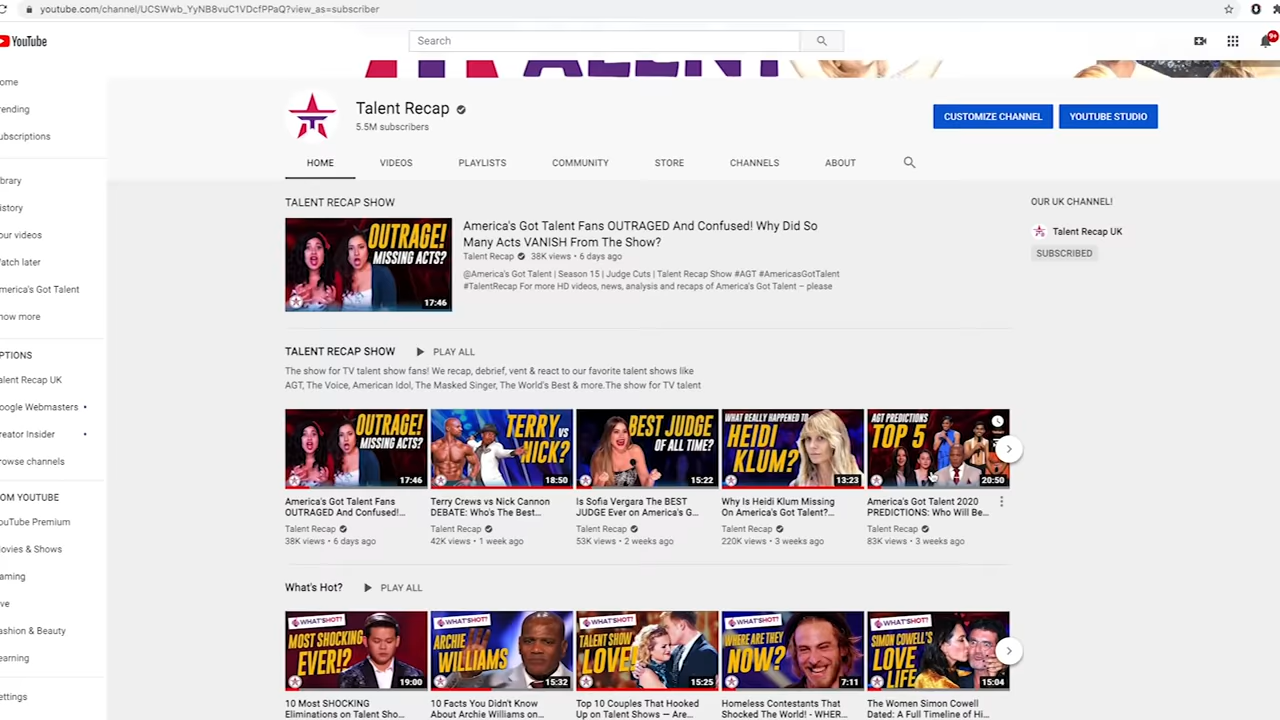 youtube.com/channel/UCSWwb_YyNB8vuC1VDcfPPaQ?view_as=subscriber
YouTube
Search
9+
TALENT
Talent Recap
5.5M subscribers
CUSTOMIZE CHANNEL
YOUTUBE STUDIO
HOME
VIDEOS
PLAYLISTS
COMMUNITY
STORE
CHANNELS
ABOUT
ome
rending
ubscriptions
ibrary
istory
our videos
atch later
merica's Got Talent
how more
PTIONS
alent Recap UK
oogle Webmasters •
reator Insider •
rowse channels
OM YOUTUBE
ouTube Premium
ovies & Shows
aming
ve
ashion & Beauty
earning
ettings
TALENT RECAP SHOW
OUTRAGE!
MISSING ACTS?
17:46
America's Got Talent Fans OUTRAGED And Confused! Why Did So
Many Acts VANISH From The Show?
Talent Recap 38K views • 6 days ago
@America's Got Talent | Season 15 | Judge Cuts | Talent Recap Show #AGT #AmericasGotTalent
#TalentRecap For more HD videos, news, analysis and recaps of America's Got Talent – please
OUR UK CHANNEL!
Talent Recap UK
SUBSCRIBED
TALENT RECAP SHOW PLAY ALL
The show for TV talent show fans! We recap, debrief, vent & react to our favorite talent shows like
AGT, The Voice, American Idol, The Masked Singer, The World's Best & more.The show for TV talent
OUTRAGE!
MISSING ACTS?
17:46
America's Got Talent Fans
OUTRAGED And Confused!...
Talent Recap
38K views • 6 days ago
TERRY
VS
NICK?
18:50
Terry Crews vs Nick Cannon
DEBATE: Who's The Best...
Talent Recap
42K views • 1 week ago
BEST JUDGE
OF ALL TIME?
15:22
Is Sofia Vergara The BEST
JUDGE Ever on America's G...
Talent Recap
53K views • 2 weeks ago
WHAT REALLY HAPPENED TO
HEIDI
KLUM?
13:23
Why Is Heidi Klum Missing
On America's Got Talent?...
Talent Recap
220K views • 3 weeks ago
AGT PREDICTIONS
TOP 5
20:50
America's Got Talent 2020
PREDICTIONS: Who Will Be...
Talent Recap
83K views • 3 weeks ago
What's Hot? PLAY ALL
WHAT'SHOT!
MOST SHOCKING
EVER!?
19:00
10 Most SHOCKING
Eliminations on Talent Sho...
WHAT'SHOT!
ARCHIE
WILLIAMS
15:32
10 Facts You Didn't Know
About Archie Williams on
WHAT'SHOT!
TALENT SHOW
LOVE!
15:25
Top 10 Couples That Hooked
Up on Talent Shows — Are...
WHAT'SHOT!
WHERE ARE THEY
NOW?
7:11
Homeless Contestants That
Shocked The World! - WHER...
WHAT'SHOT!
SIMON COWELL'S
LOVE
LIFE
15:04
The Women Simon Cowell
Dated: A Full Timeline of Hi...